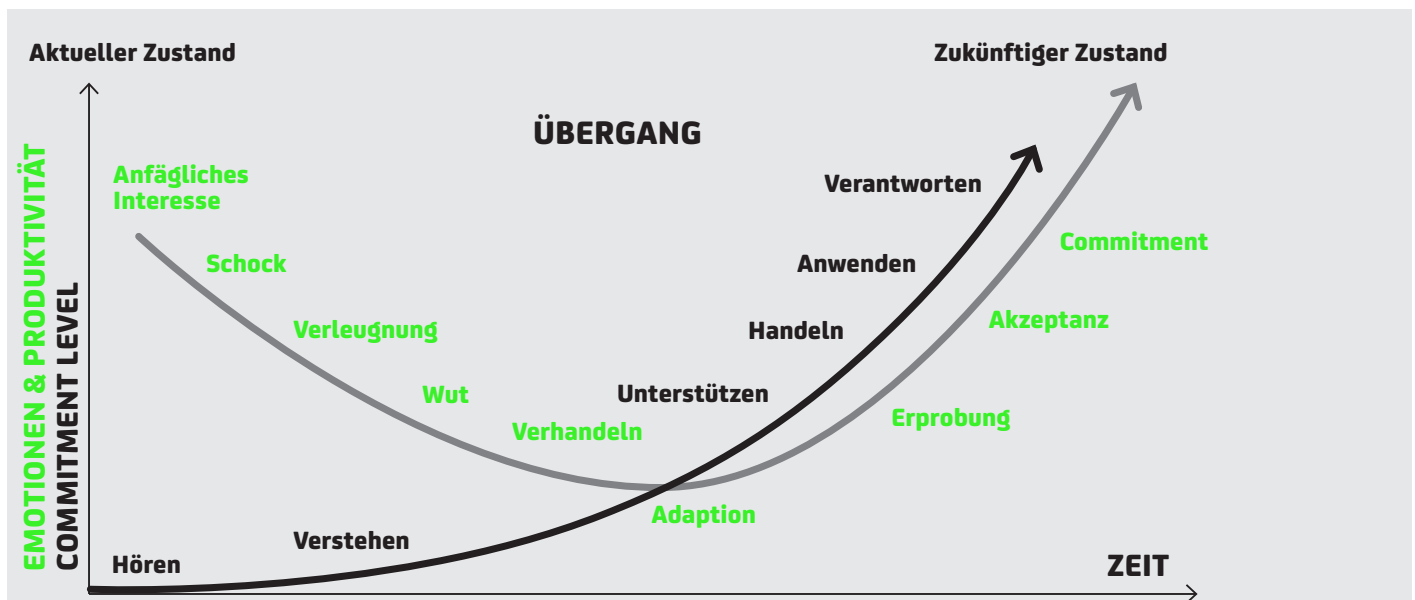 Aktueller Zustand
Zukünftiger Zustand
ÜBERGANG
EMOTIONEN & PRODUKTIVITÄT
COMMITMENT LEVEL
Anfägliches
Interesse
Schock
Verleugnung
Wut
Verhandeln
Adaption
Erprobung
Akzeptanz
Commitment
Hören
Verstehen
Unterstützen
Handeln
Anwenden
Verantworten
ZEIT